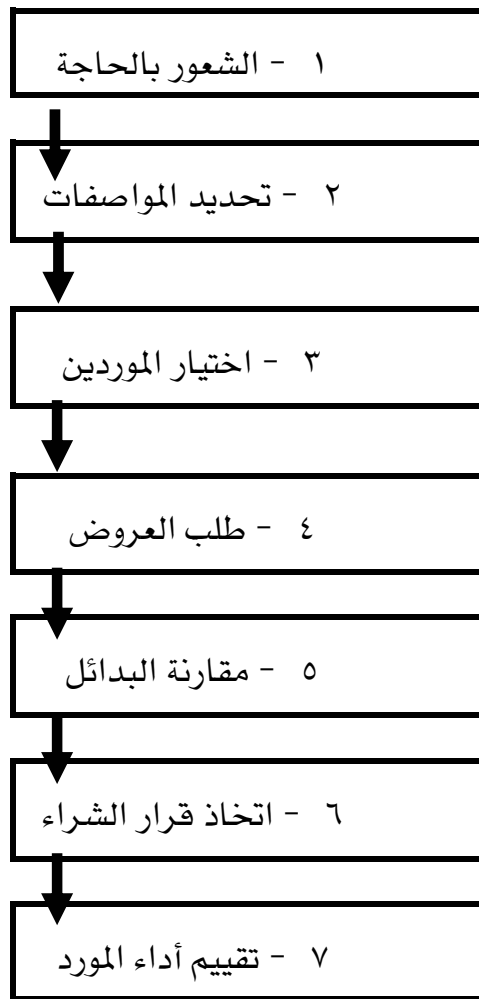 ١ - الشعور بالحاجة
٢ - تحديد المواصفات
٣ - اختيار الموردين
٤ - طلب العروض
٥ - مقارنة البدائل
٦ - اتخاذ قرار الشراء
٧ - تقييم أداء المورد